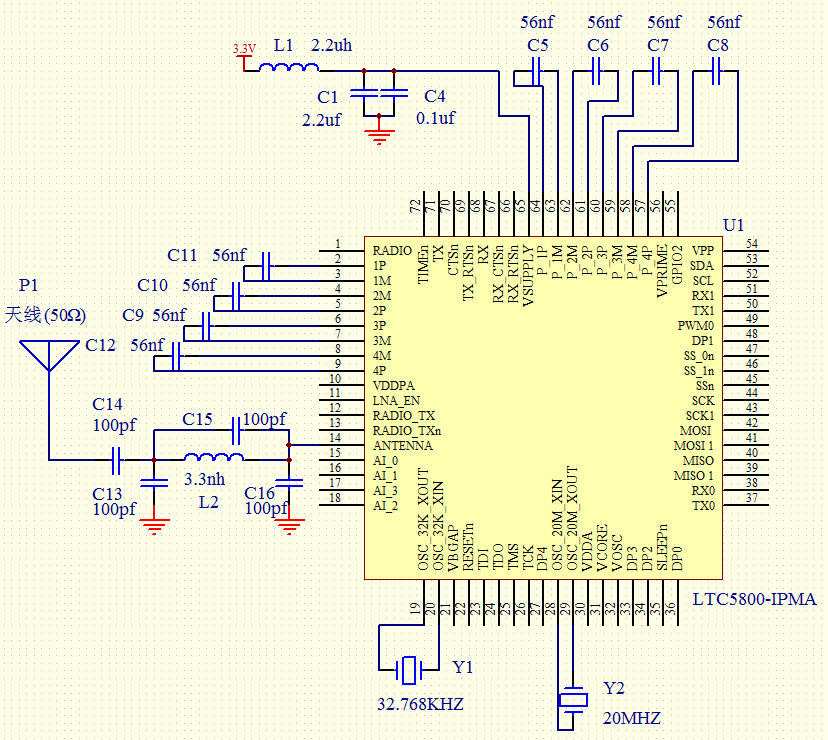 56nf 56nf 56nf 56nf
C5 C6 C7 C8
3.3V L1 2.2uh
C1 C4
2.2uf 0.1uf
72 71 70 69 68 67 66 65 64 63 62 61 60 59 58 57 56 55
U1
TIMEn TX CTSn TX_RTSn RX RX_CTSn RX_RTSn VSUPPLY P_1P P_1M P_2M P_2P P_3P P_3M P_4M P_4P VPRIME GPIO2
C11 56nf
C10 56nf
C9 56nf
C12 56nf
P1
天线(50Ω)
1 RADIO VPP 54
2 1P SDA 53
3 1M SCL 52
4 2M RX1 51
5 2P TX1 50
6 3P PWM0 49
7 3M DP1 48
8 4M SS_0n 47
9 4P SS_1n 46
10 VDDPA SSn 45
11 LNA_EN SCK 44
12 RADIO_TX SCK1 43
13 RADIO_TXn MOSI 42
14 ANTENNA MOSI 1 41
15 AI_0 MISO 40
16 AI_1 MISO 1 39
17 AI_3 RX0 38
18 AI_2 TX0 37
C14
100pf
C15 100pf
3.3nh
L2
C13
100pf
C16
100pf
OSC_32K_XOUT OSC_32K_XIN VBGAP RESETn TDI TDO TMS TCK DP4 OSC_20M_XIN OSC_20M_XOUT VDDA VCORE VOSC DP3 DP2 SLEEPn DP0
19 20 21 22 23 24 25 26 27 28 29 30 31 32 33 34 35 36
LTC5800-IPMA
Y1
32.768KHZ
Y2
20MHZ